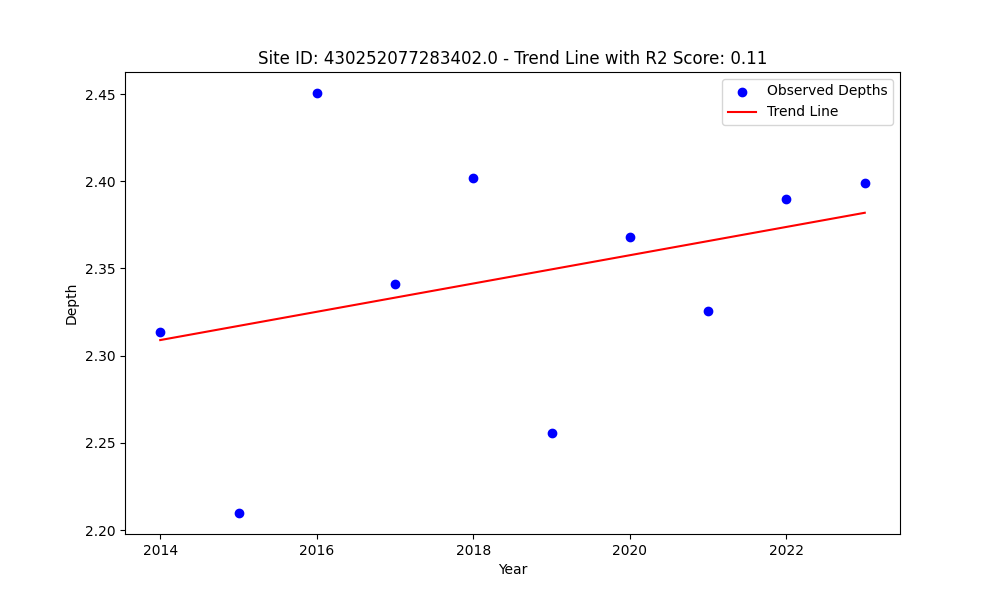 Site ID: 430252077283402.0 - Trend Line with R2 Score: 0.11
Observed Depths
Trend Line
2.45
2.40
2.35
2.30
2.25
2.20
Depth
2014
2016
2018
2020
2022
Year